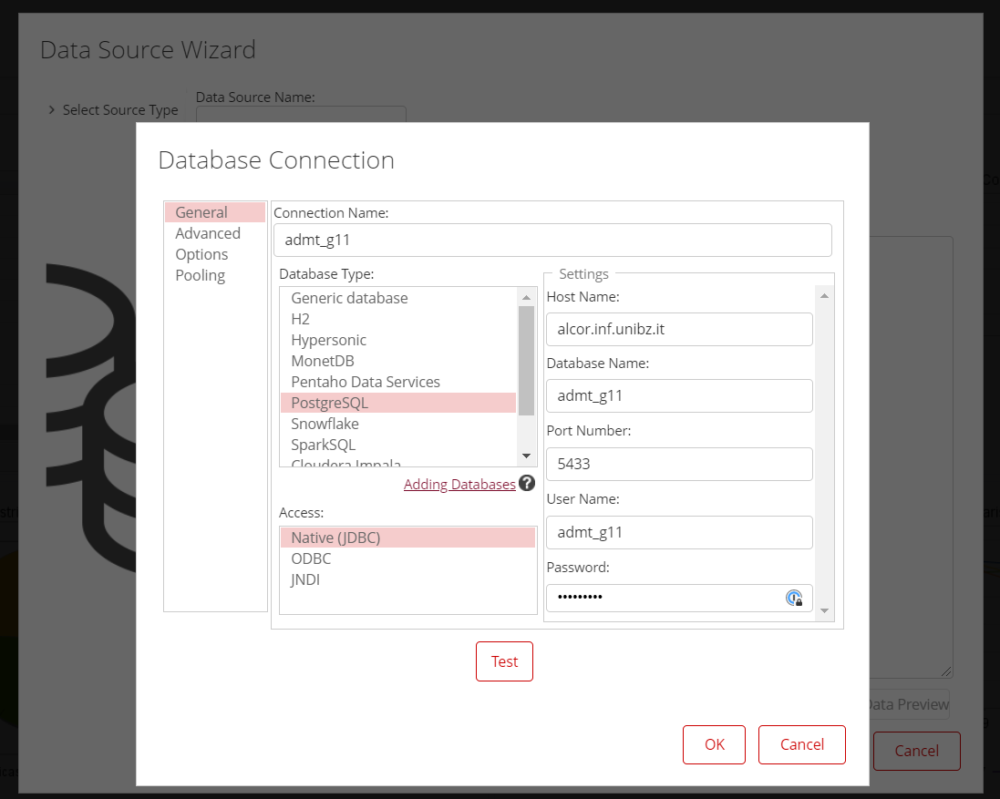 Data Source Wizard
Select Source Type
Data Source Name:
Database Connection
General
Advanced
Options
Pooling
Connection Name:
admt_g11
Database Type:
Generic database
H2
Hypersonic
MonetDB
Pentaho Data Services
PostgreSQL
Snowflake
SparkSQL
Cloudera Impala
Adding Databases
Access:
Native (JDBC)
ODBC
JNDI
Settings
Host Name:
alcor.inf.unibz.it
Database Name:
admt_g11
Port Number:
5433
User Name:
admt_g11
Password:
•••••••••
Test
OK
Cancel
Data Preview
Cancel